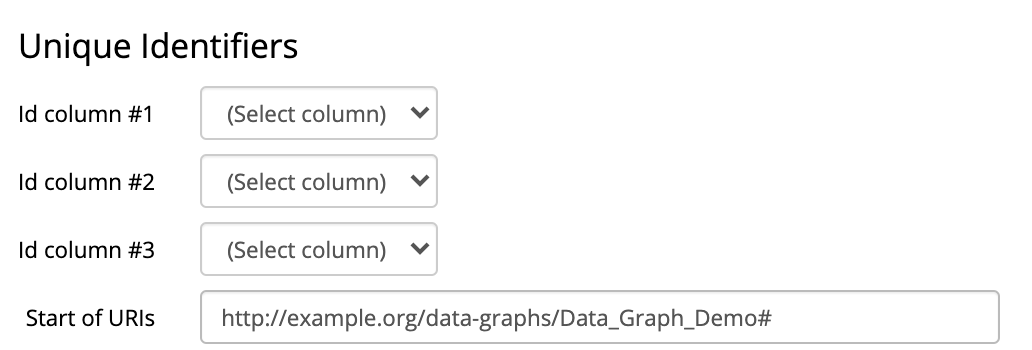 Unique Identifiers
Id column #1 (Select column)
Id column #2 (Select column)
Id column #3 (Select column)
Start of URIs http://example.org/data-graphs/Data_Graph_Demo#